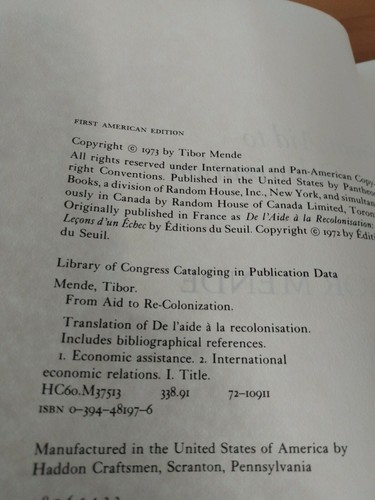 FIRST AMERICAN EDITION
Copyright © 1973 by Tibor Mende
All rights reserved under International and Pan-American Copy-
right Conventions. Published in the United States by Pantheo
Books, a division of Random House, Inc., New York, and simultan
ously in Canada by Random House of Canada Limited, Toron
Originally published in France as De l'Aide à la Recolonisation:
Leçons d'un Échec by Éditions du Seuil. Copyright © 1972 by Édit
du Seuil.
Library of Congress Cataloging in Publication Data
Mende, Tibor.
From Aid to Re-Colonization.
Translation of De l'aide à la recolonisation.
Includes bibliographical references.
1. Economic assistance. 2. International
economic relations. I. Title.
HC60.M37513 338.91 72-10911
ISBN 0-394-48197-6
Manufactured in the United States of America by
Haddon Craftsmen, Scranton, Pennsylvania